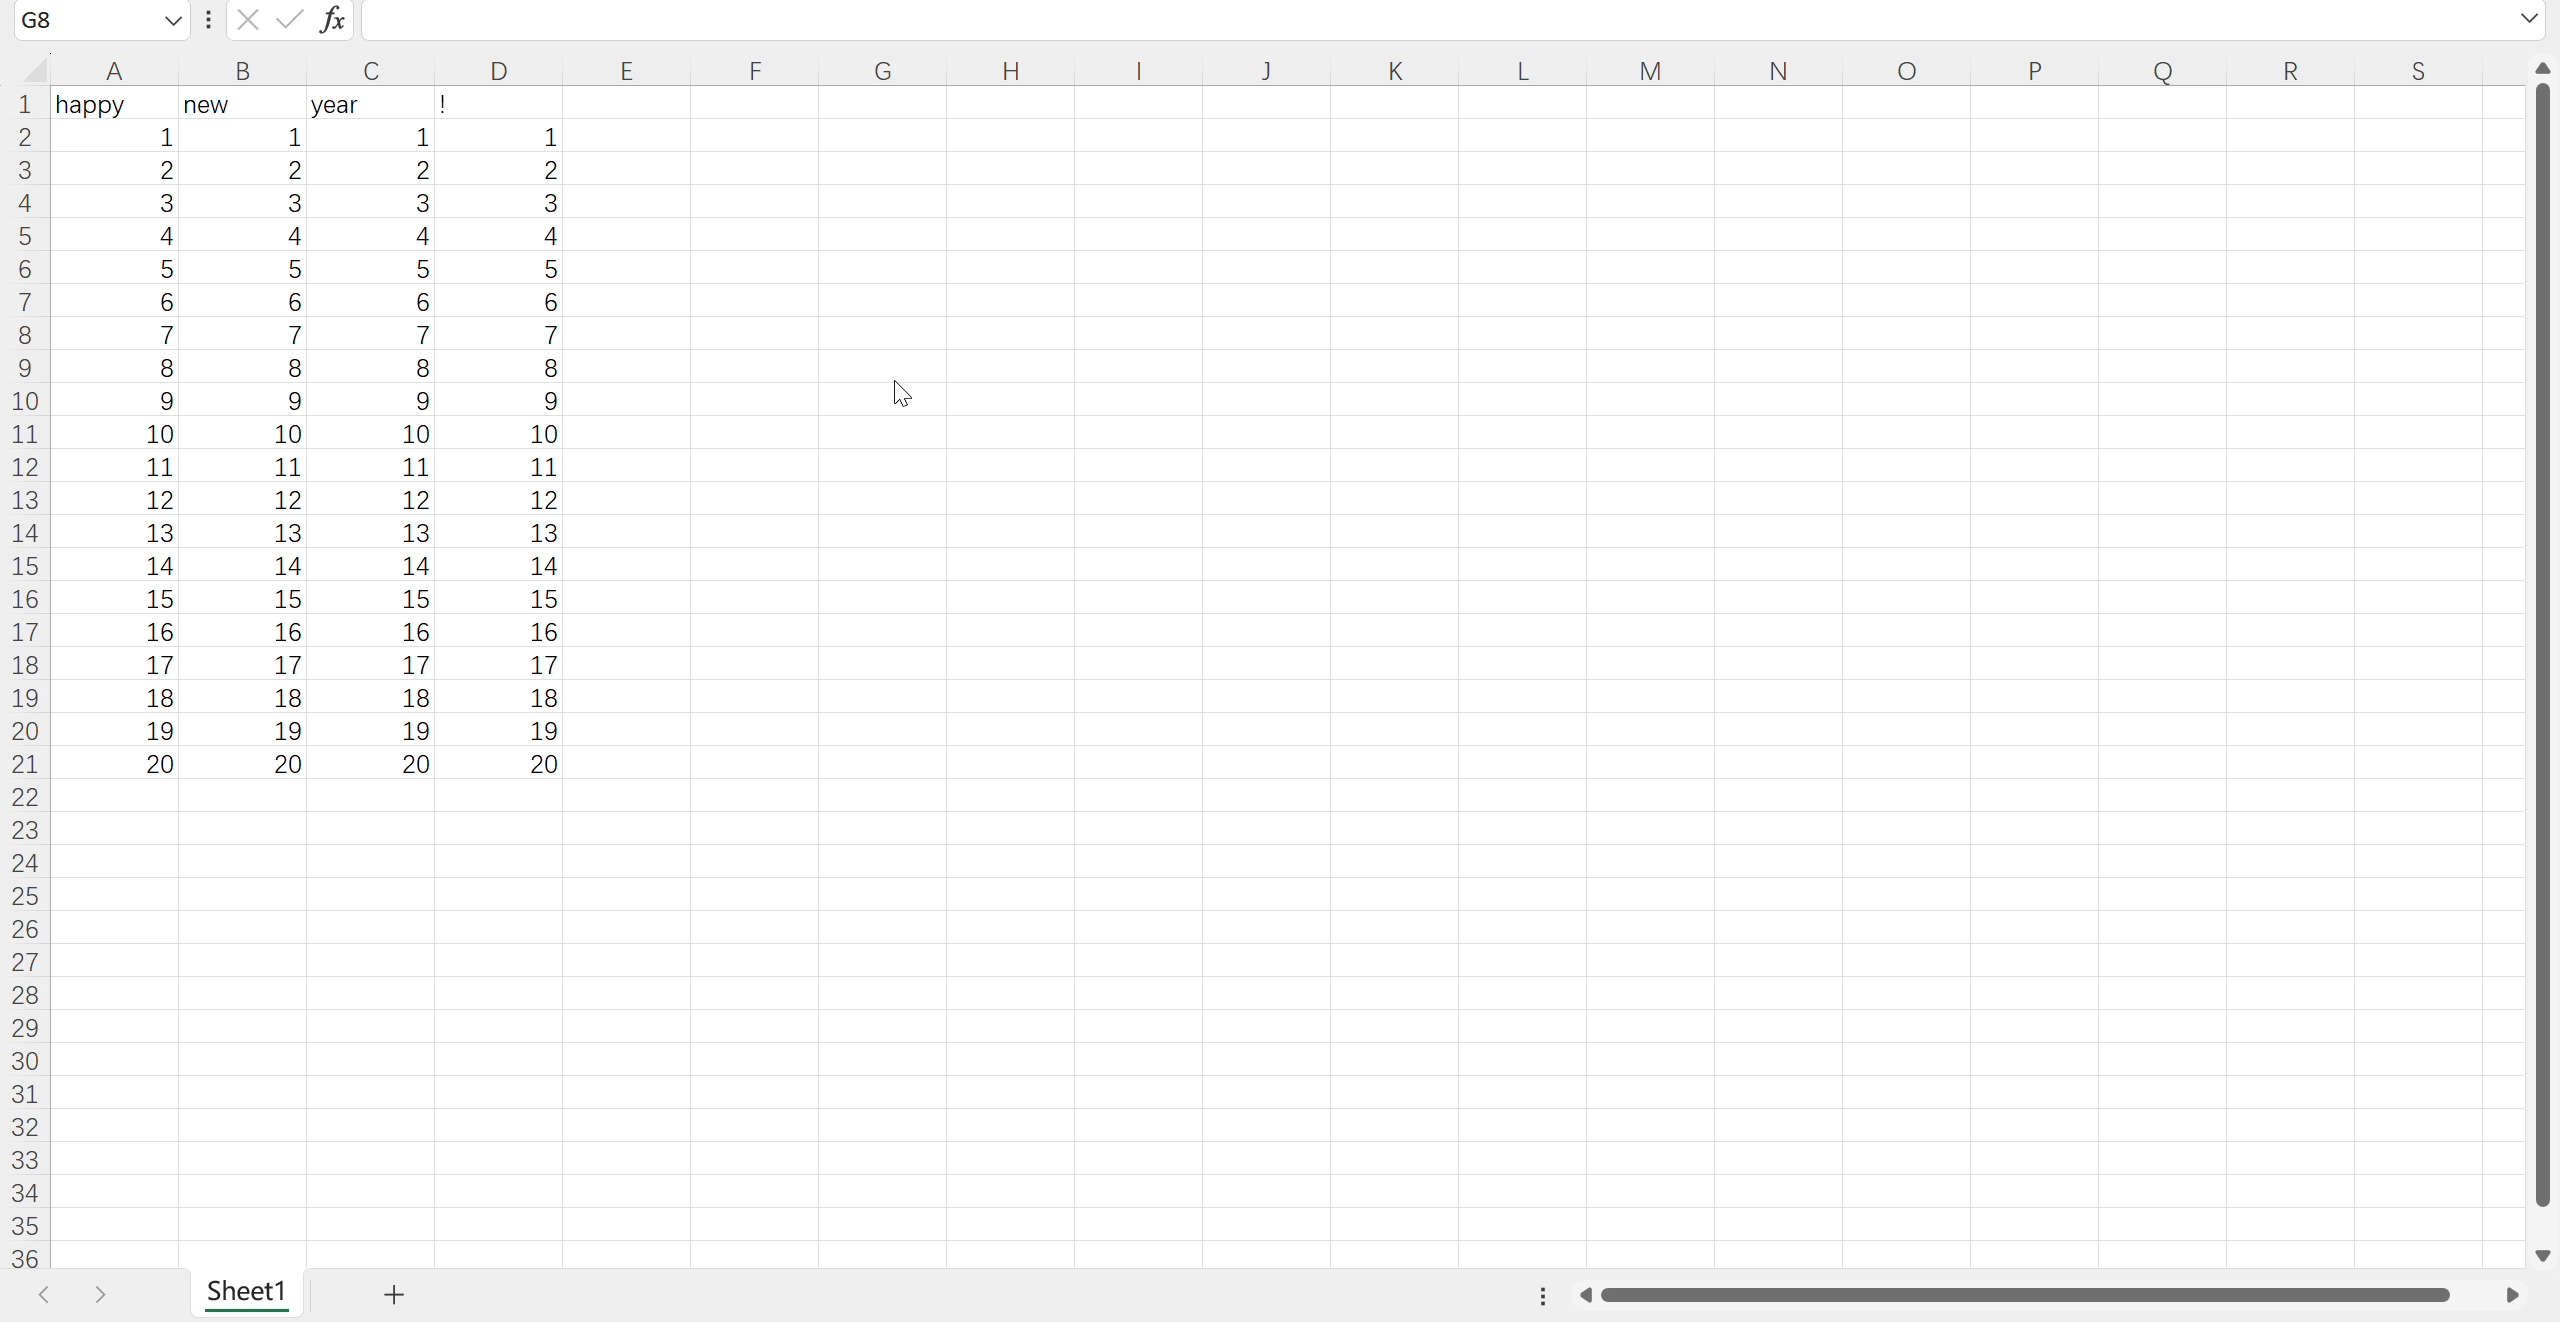 G8 fx
A B C D E F G H I J K L M N O P Q R S
1 happy new year !
2 1 1 1 1
3 2 2 2 2
4 3 3 3 3
5 4 4 4 4
6 5 5 5 5
7 6 6 6 6
8 7 7 7 7
9 8 8 8 8
10 9 9 9 9
11 10 10 10 10
12 11 11 11 11
13 12 12 12 12
14 13 13 13 13
15 14 14 14 14
16 15 15 15 15
17 16 16 16 16
18 17 17 17 17
19 18 18 18 18
20 19 19 19 19
21 20 20 20 20
22
23
24
25
26
27
28
29
30
31
32
33
34
35
36
Sheet1